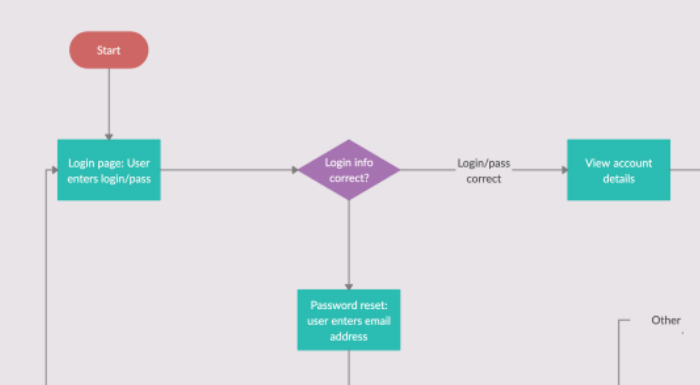 Start
Login page: User
enters login/pass
Login info
correct?
Login/pass
correct
View account
details
Password reset:
user enters email
address
Other